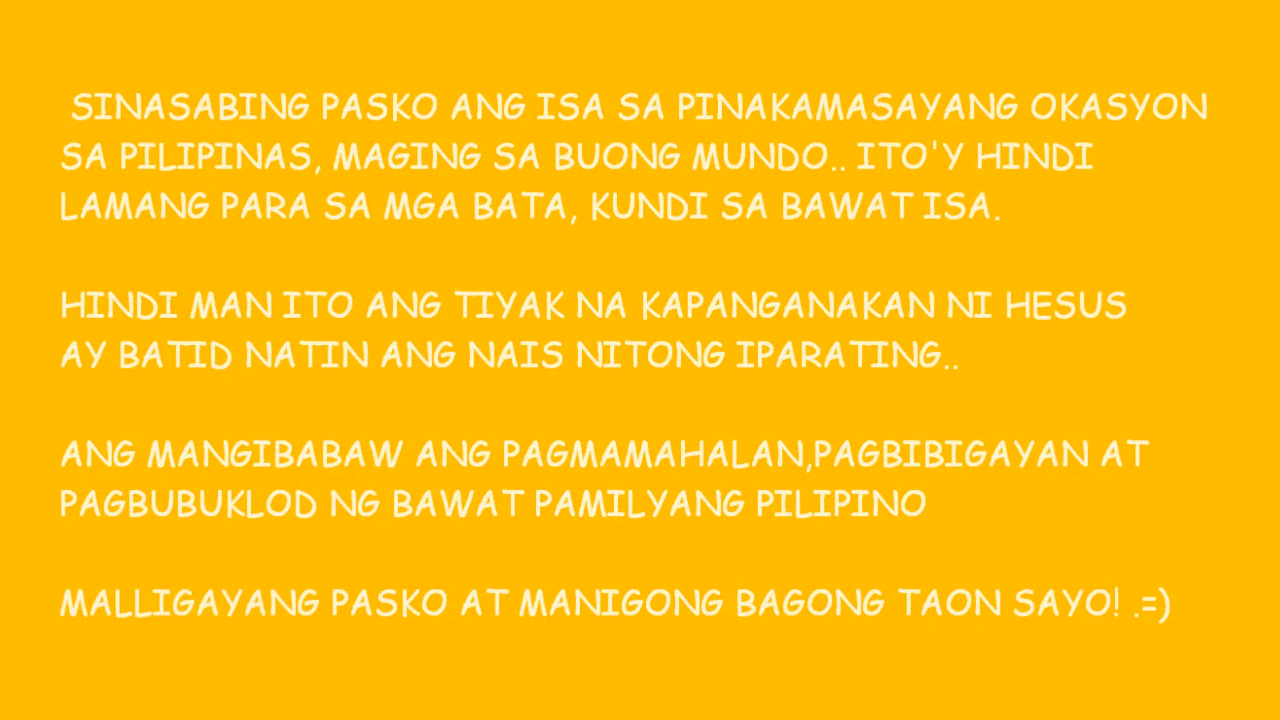 SINASABING PASKO ANG ISA SA PINAKAMASAYANG OKASYON
SA PILIPINAS, MAGING SA BUONG MUNDO.. ITO'Y HINDI
LAMANG PARA SA MGA BATA, KUNDI SA BAWAT ISA.
HINDI MAN ITO ANG TIYAK NA KAPANGANAKAN NI HESUS
AY BATID NATIN ANG NAIS NITONG IPARATING..
ANG MANGIBABAW ANG PAGMAMAHALAN,PAGBIBIGAYAN AT
PAGBUBUKLOD NG BAWAT PAMILYANG PILIPINO
MALLIGAYANG PASKO AT MANIGONG BAGONG TAON SAYO! .=)